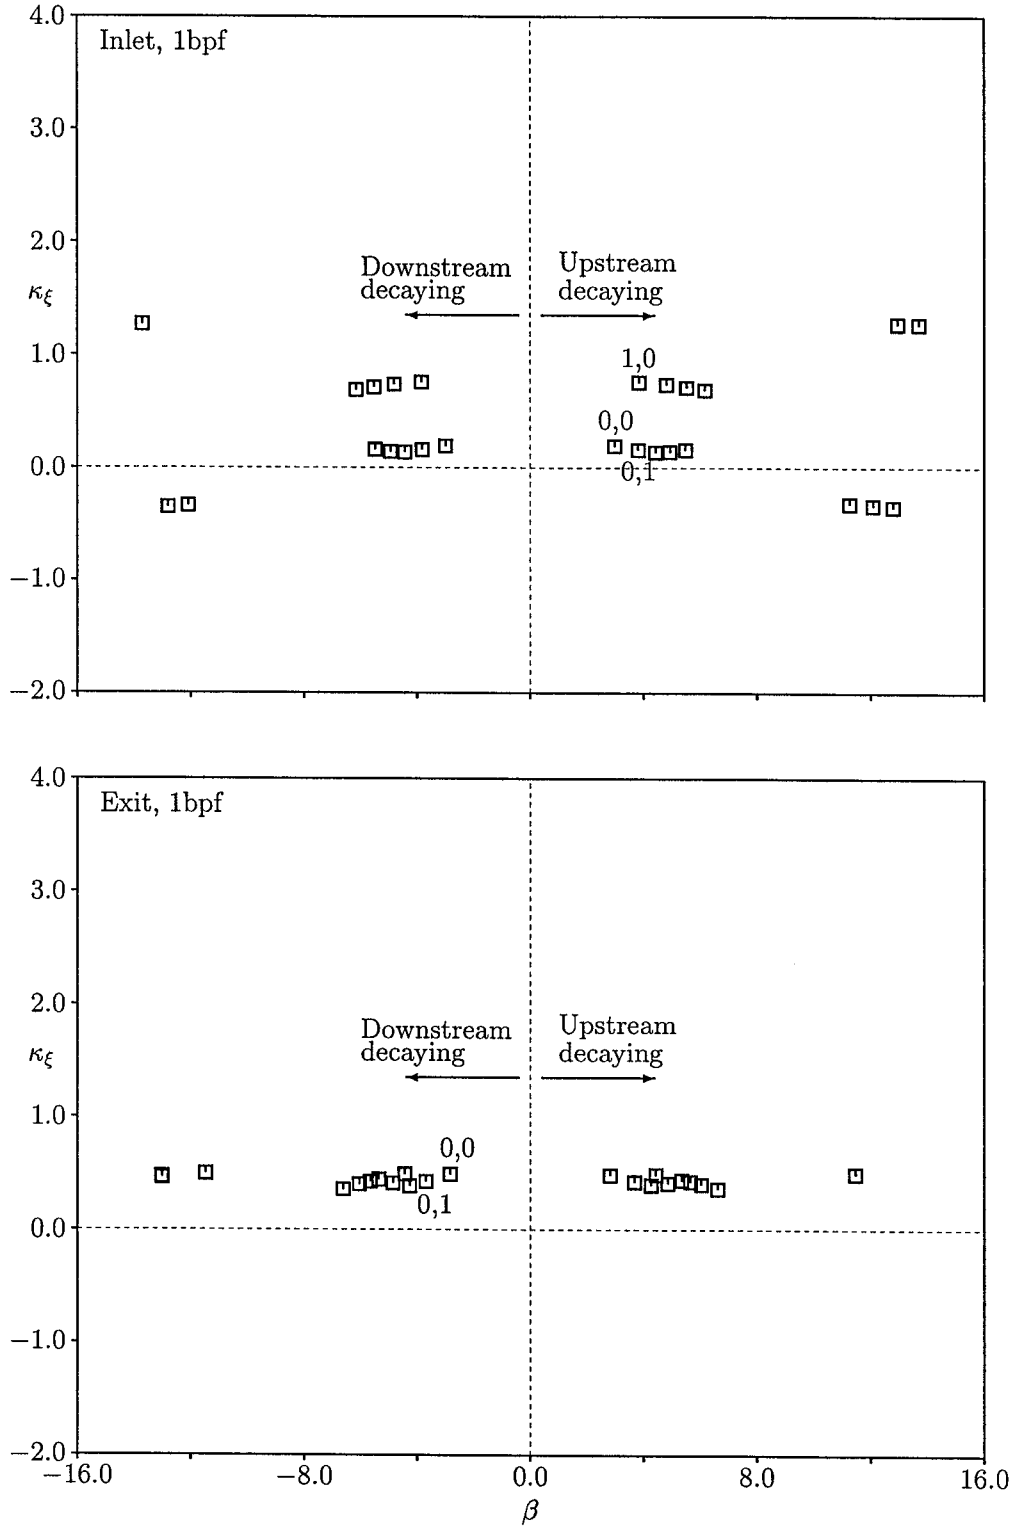 4.0
Inlet, 1bpf
3.0
2.0
Downstream
decaying
Upstream
decaying
κξ
1.0
1,0
0,0
0.0
0,1
−1.0
−2.0
4.0
Exit, 1bpf
3.0
2.0
Downstream
decaying
Upstream
decaying
κξ
1.0
0,0
0,1
0.0
−1.0
−2.0
−16.0 −8.0 0.0 8.0 16.0
β